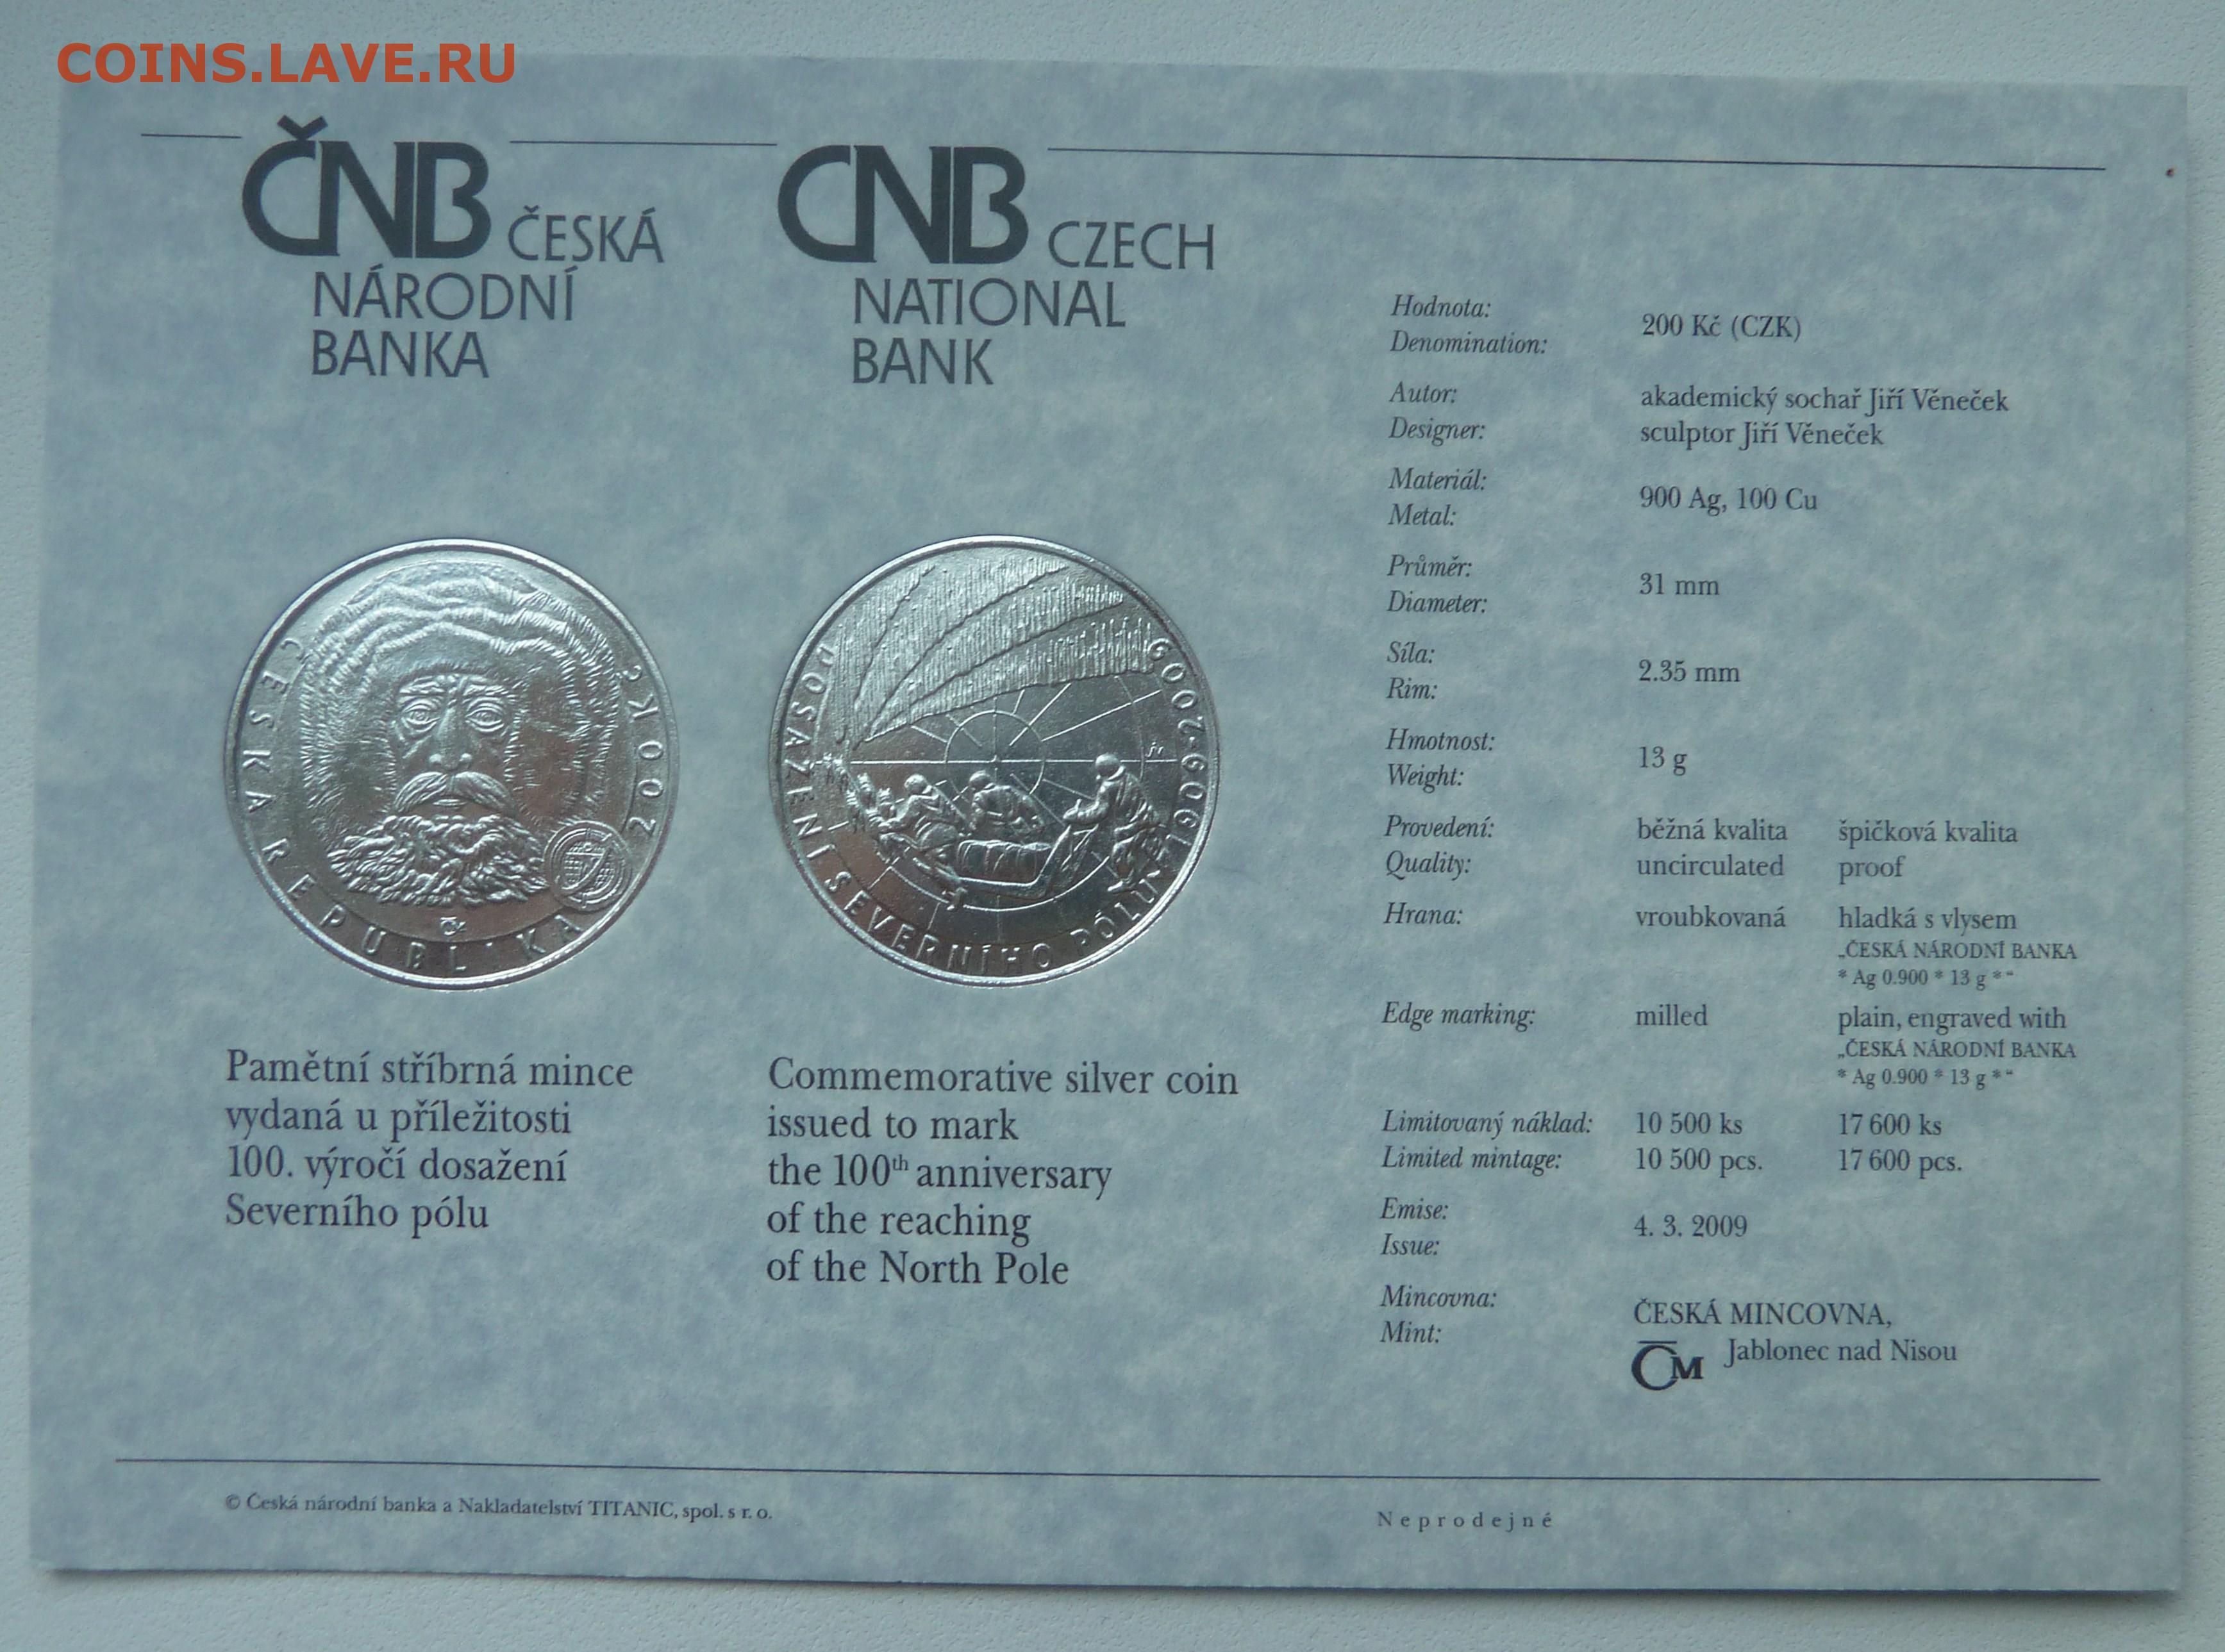 COINS.LAVE.RU
ČNB ČESKÁ
NÁRODNÍ
BANKA
CNB CZECH
NATIONAL
BANK
ČESKÁ REPUBLIKA
200 KČ
DOSAŽENÍ SEVERNÍHO PÓLU
1909-2009
Pamětní stříbrná mince
vydaná u příležitosti
100. výročí dosažení
Severního pólu
Commemorative silver coin
issued to mark
the 100th anniversary
of the reaching
of the North Pole
Hodnota:
Denomination: 200 Kč (CZK)
Autor: akademický sochař Jiří Věneček
Designer: sculptor Jiří Věneček
Materiál:
Metal: 900 Ag, 100 Cu
Průměr:
Diameter: 31 mm
Síla:
Rim: 2.35 mm
Hmotnost:
Weight: 13 g
Provedení: běžná kvalita špičková kvalita
Quality: uncirculated proof
Hrana: vroubkovaná hladká s vlysem
„ČESKÁ NÁRODNÍ BANKA
* Ag 0.900 * 13 g *“
Edge marking: milled plain, engraved with
„ČESKÁ NÁRODNÍ BANKA
* Ag 0.900 * 13 g *“
Limitovaný náklad: 10 500 ks 17 600 ks
Limited mintage: 10 500 pcs. 17 600 pcs.
Emise:
Issue: 4. 3. 2009
Mincovna:
Mint: ČESKÁ MINCOVNA,
ČM Jablonec nad Nisou
© Česká národní banka a Nakladatelství TITANIC, spol. s r. o.
Neprodejné